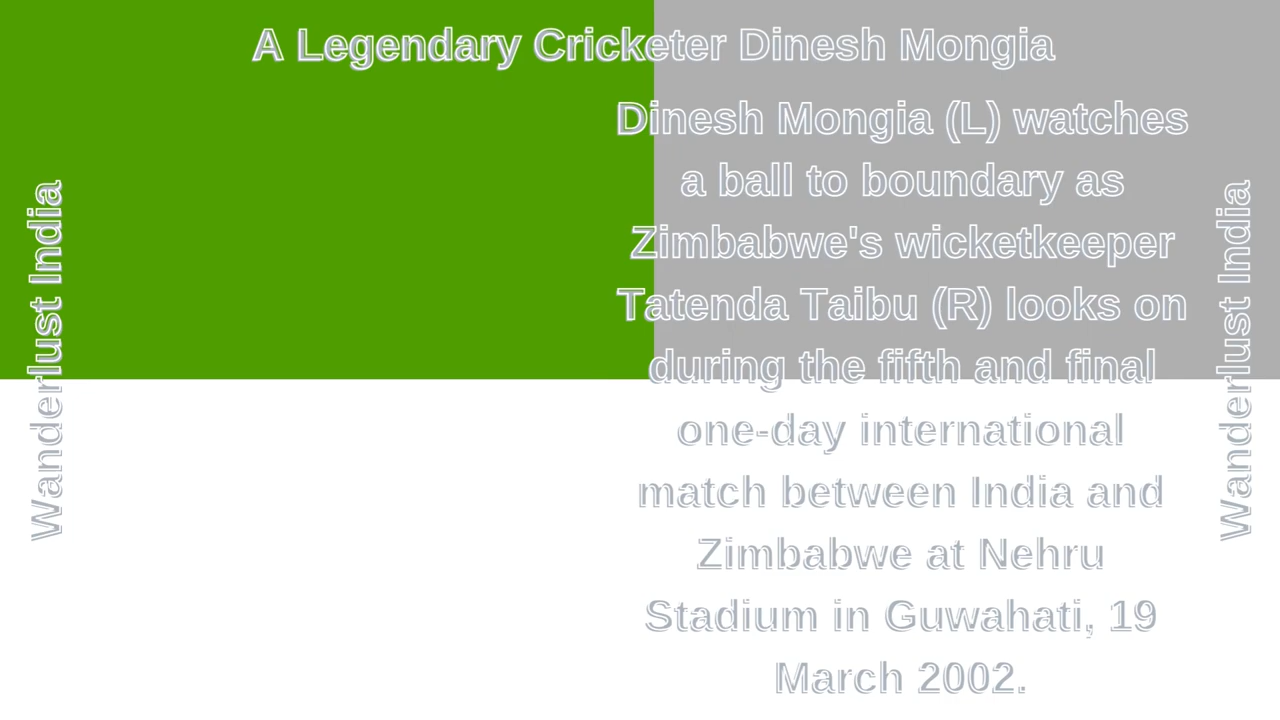 A Legendary Cricketer Dinesh Mongia
Dinesh Mongia (L) watches
a ball to boundary as
Zimbabwe's wicketkeeper
Tatenda Taibu (R) looks on
during the fifth and final
one-day international
match between India and
Zimbabwe at Nehru
Stadium in Guwahati, 19
March 2002.
Wanderlust India
Wanderlust India